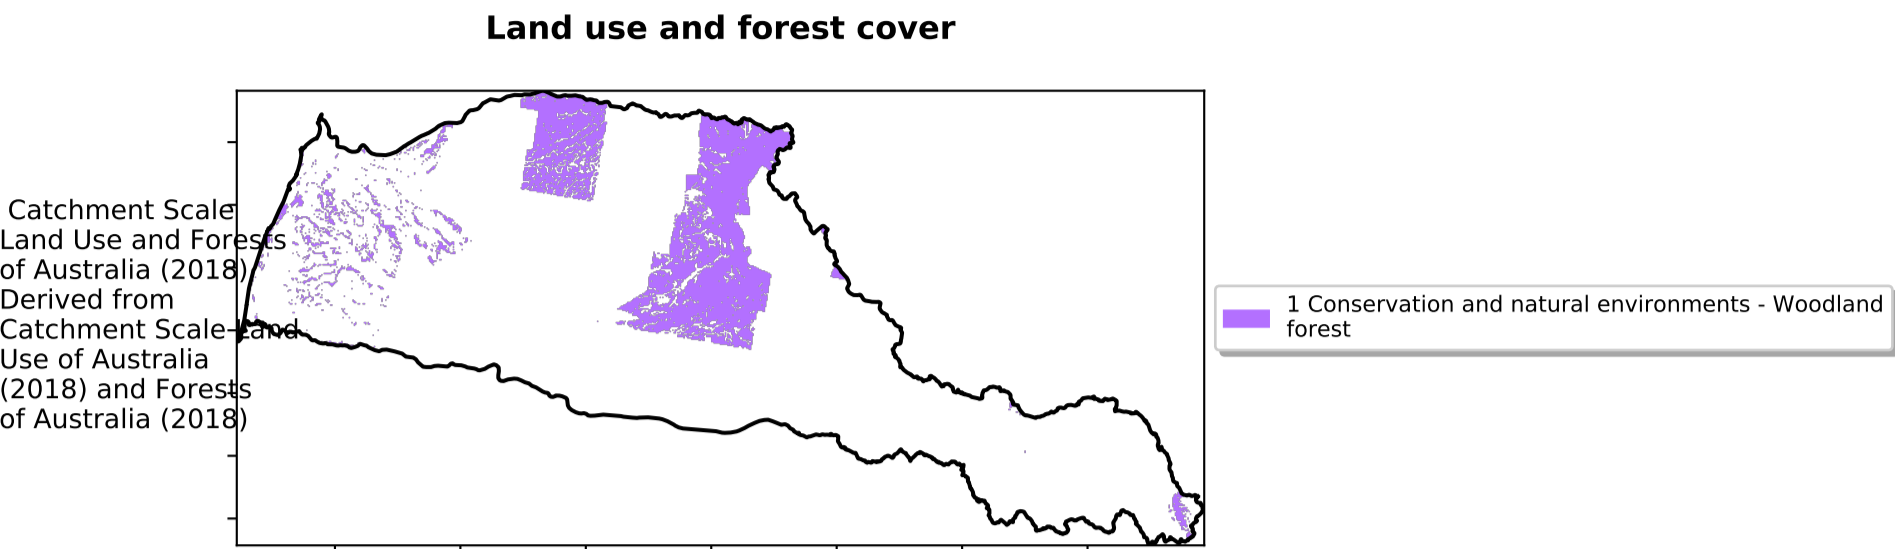 Land use and forest cover
Catchment Scale
Land Use and Forests
of Australia (2018)
Derived from
Catchment Scale Land
Use of Australia
(2018) and Forests
of Australia (2018)
1 Conservation and natural environments - Woodland
forest